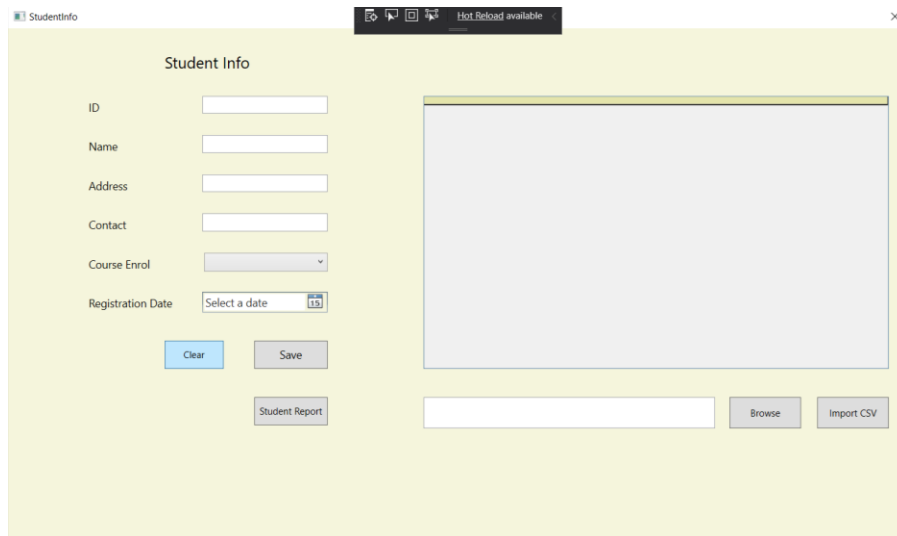 StudentInfo
Hot Reload available
Student Info
ID
Name
Address
Contact
Course Enrol
Registration Date
Select a date
15
Clear
Save
Student Report
Browse
Import CSV